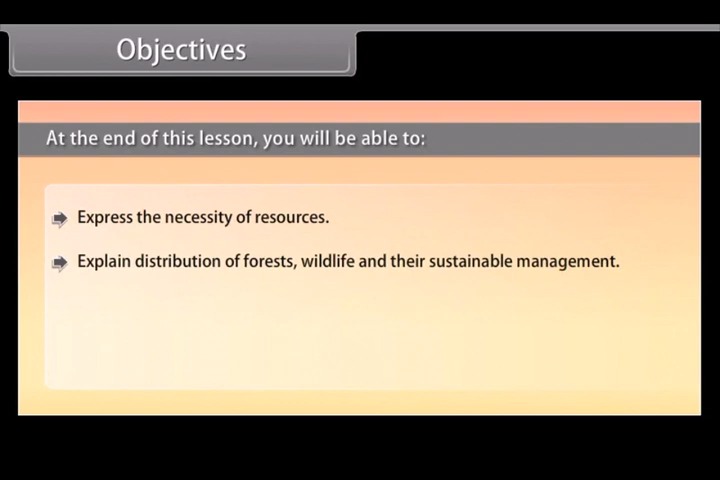 Objectives
At the end of this lesson, you will be able to:
Express the necessity of resources.
Explain distribution of forests, wildlife and their sustainable management.